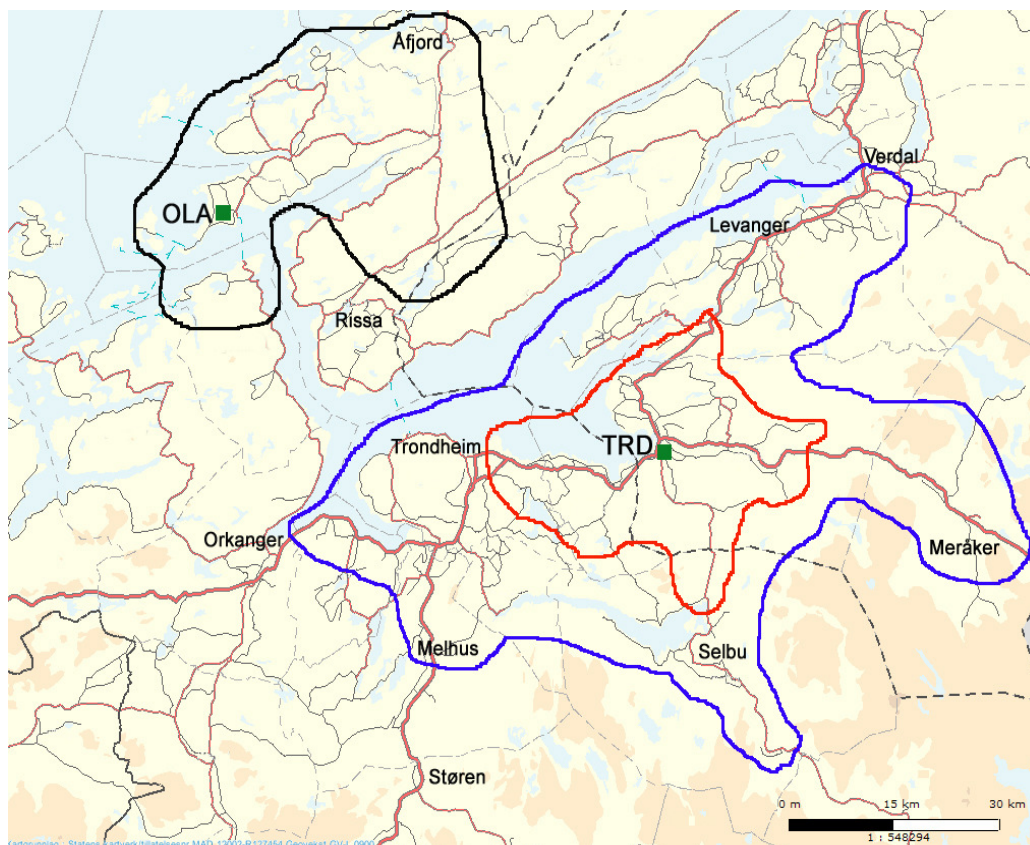 Åfjord
Verdal
OLA
Levanger
Rissa
Trondheim
TRD
Orkanger
Meråker
Melhus
Selbu
Støren
0 m
15 km
30 km
1 : 548294